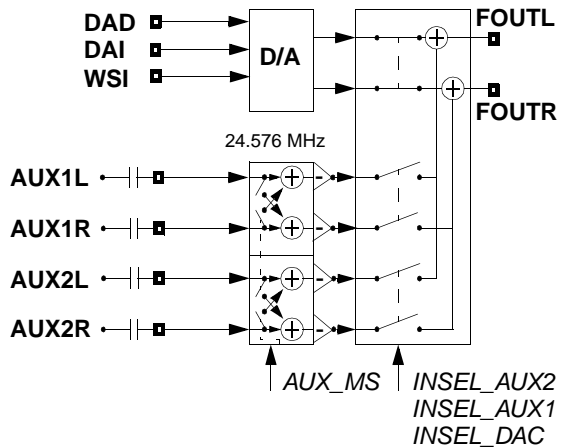 DAD
DAI
WSI
D/A
FOUTL
FOUTR
24.576 MHz
AUX1L
AUX1R
AUX2L
AUX2R
+
+
+
+
+
+
-
-
-
-
AUX_MS
INSEL_AUX2
INSEL_AUX1
INSEL_DAC